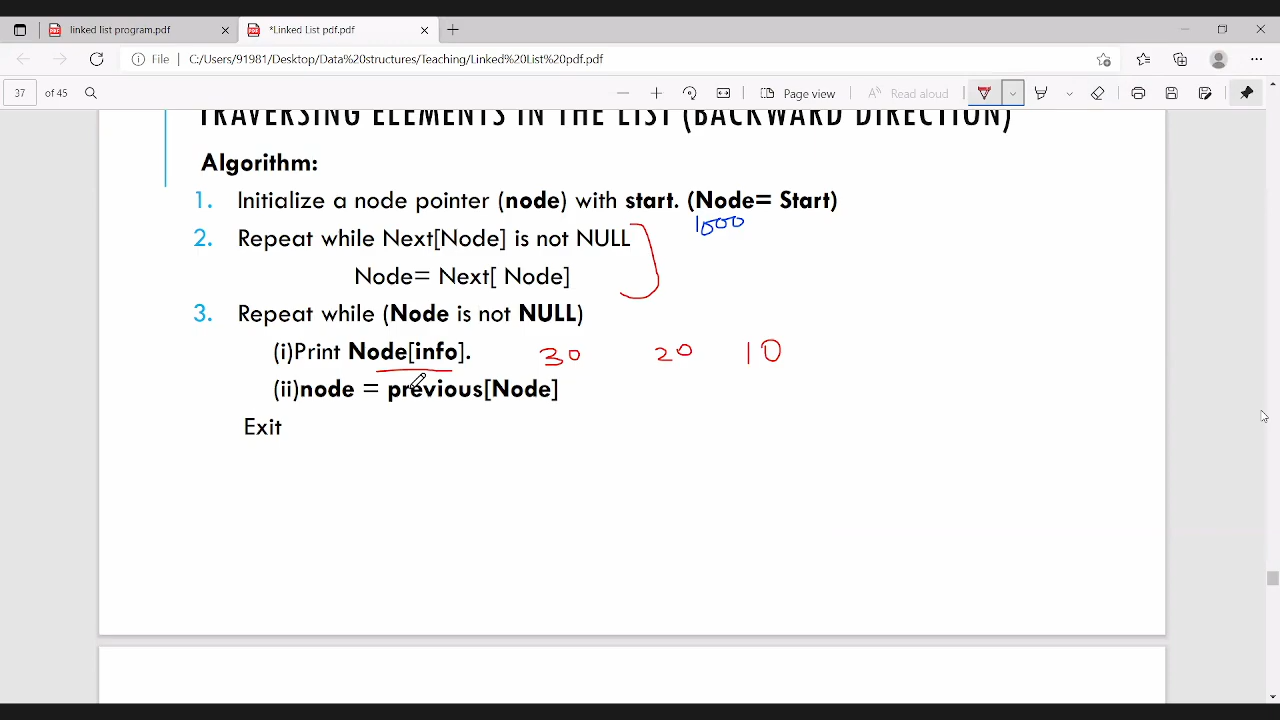 linked list program.pdf
*Linked List pdf.pdf
File
C:/Users/91981/Desktop/Data%20structures/Teaching/Linked%20List%20pdf.pdf
37 of 45
Page view
Read aloud
TRAVERSING ELEMENTS IN THE LIST (BACKWARD DIRECTION)
Algorithm:
1. Initialize a node pointer (node) with start. (Node= Start)
1000
2. Repeat while Next[Node] is not NULL
Node= Next[ Node]
3. Repeat while (Node is not NULL)
(i)Print Node[info]. 30 20 10
(ii)node = previous[Node]
Exit